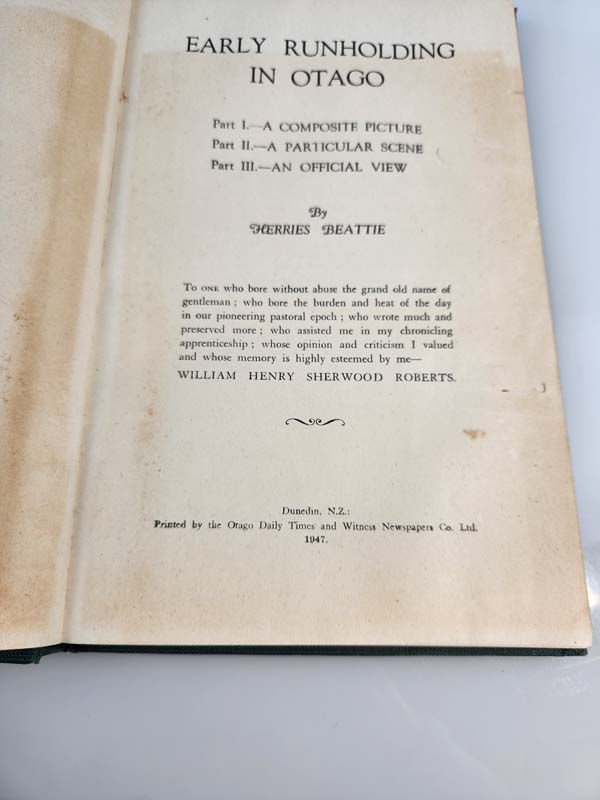 EARLY RUNHOLDING
IN OTAGO
Part I.—A COMPOSITE PICTURE
Part II.—A PARTICULAR SCENE
Part III.—AN OFFICIAL VIEW
By
HERRIES BEATTIE
To ONE who bore without abuse the grand old name of
gentleman ; who bore the burden and heat of the day
in our pioneering pastoral epoch ; who wrote much and
preserved more ; who assisted me in my chronicling
apprenticeship ; whose opinion and criticism I valued
and whose memory is highly esteemed by me—
WILLIAM HENRY SHERWOOD ROBERTS.
Dunedin, N.Z.:
Printed by the Otago Daily Times and Witness Newspapers Co. Ltd.
1947.